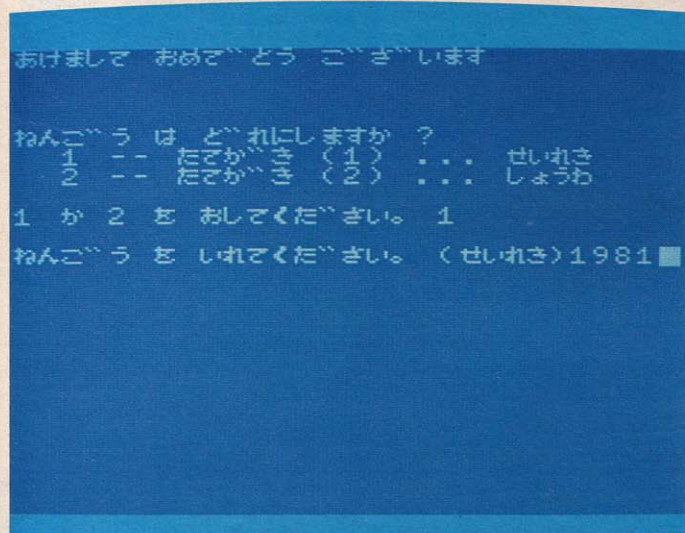 あけまして おめで゛とう ご゛ざ゛います
ねんご゛う は ど゛れにしますか ?
1 -- たてが゛き (1) ... せいれき
2 -- たてが゛き (2) ... しょうわ
1 か 2 を おしてくだ゛さい。 1
ねんご゛う を いれてくだ゛さい。 (せいれき)1981